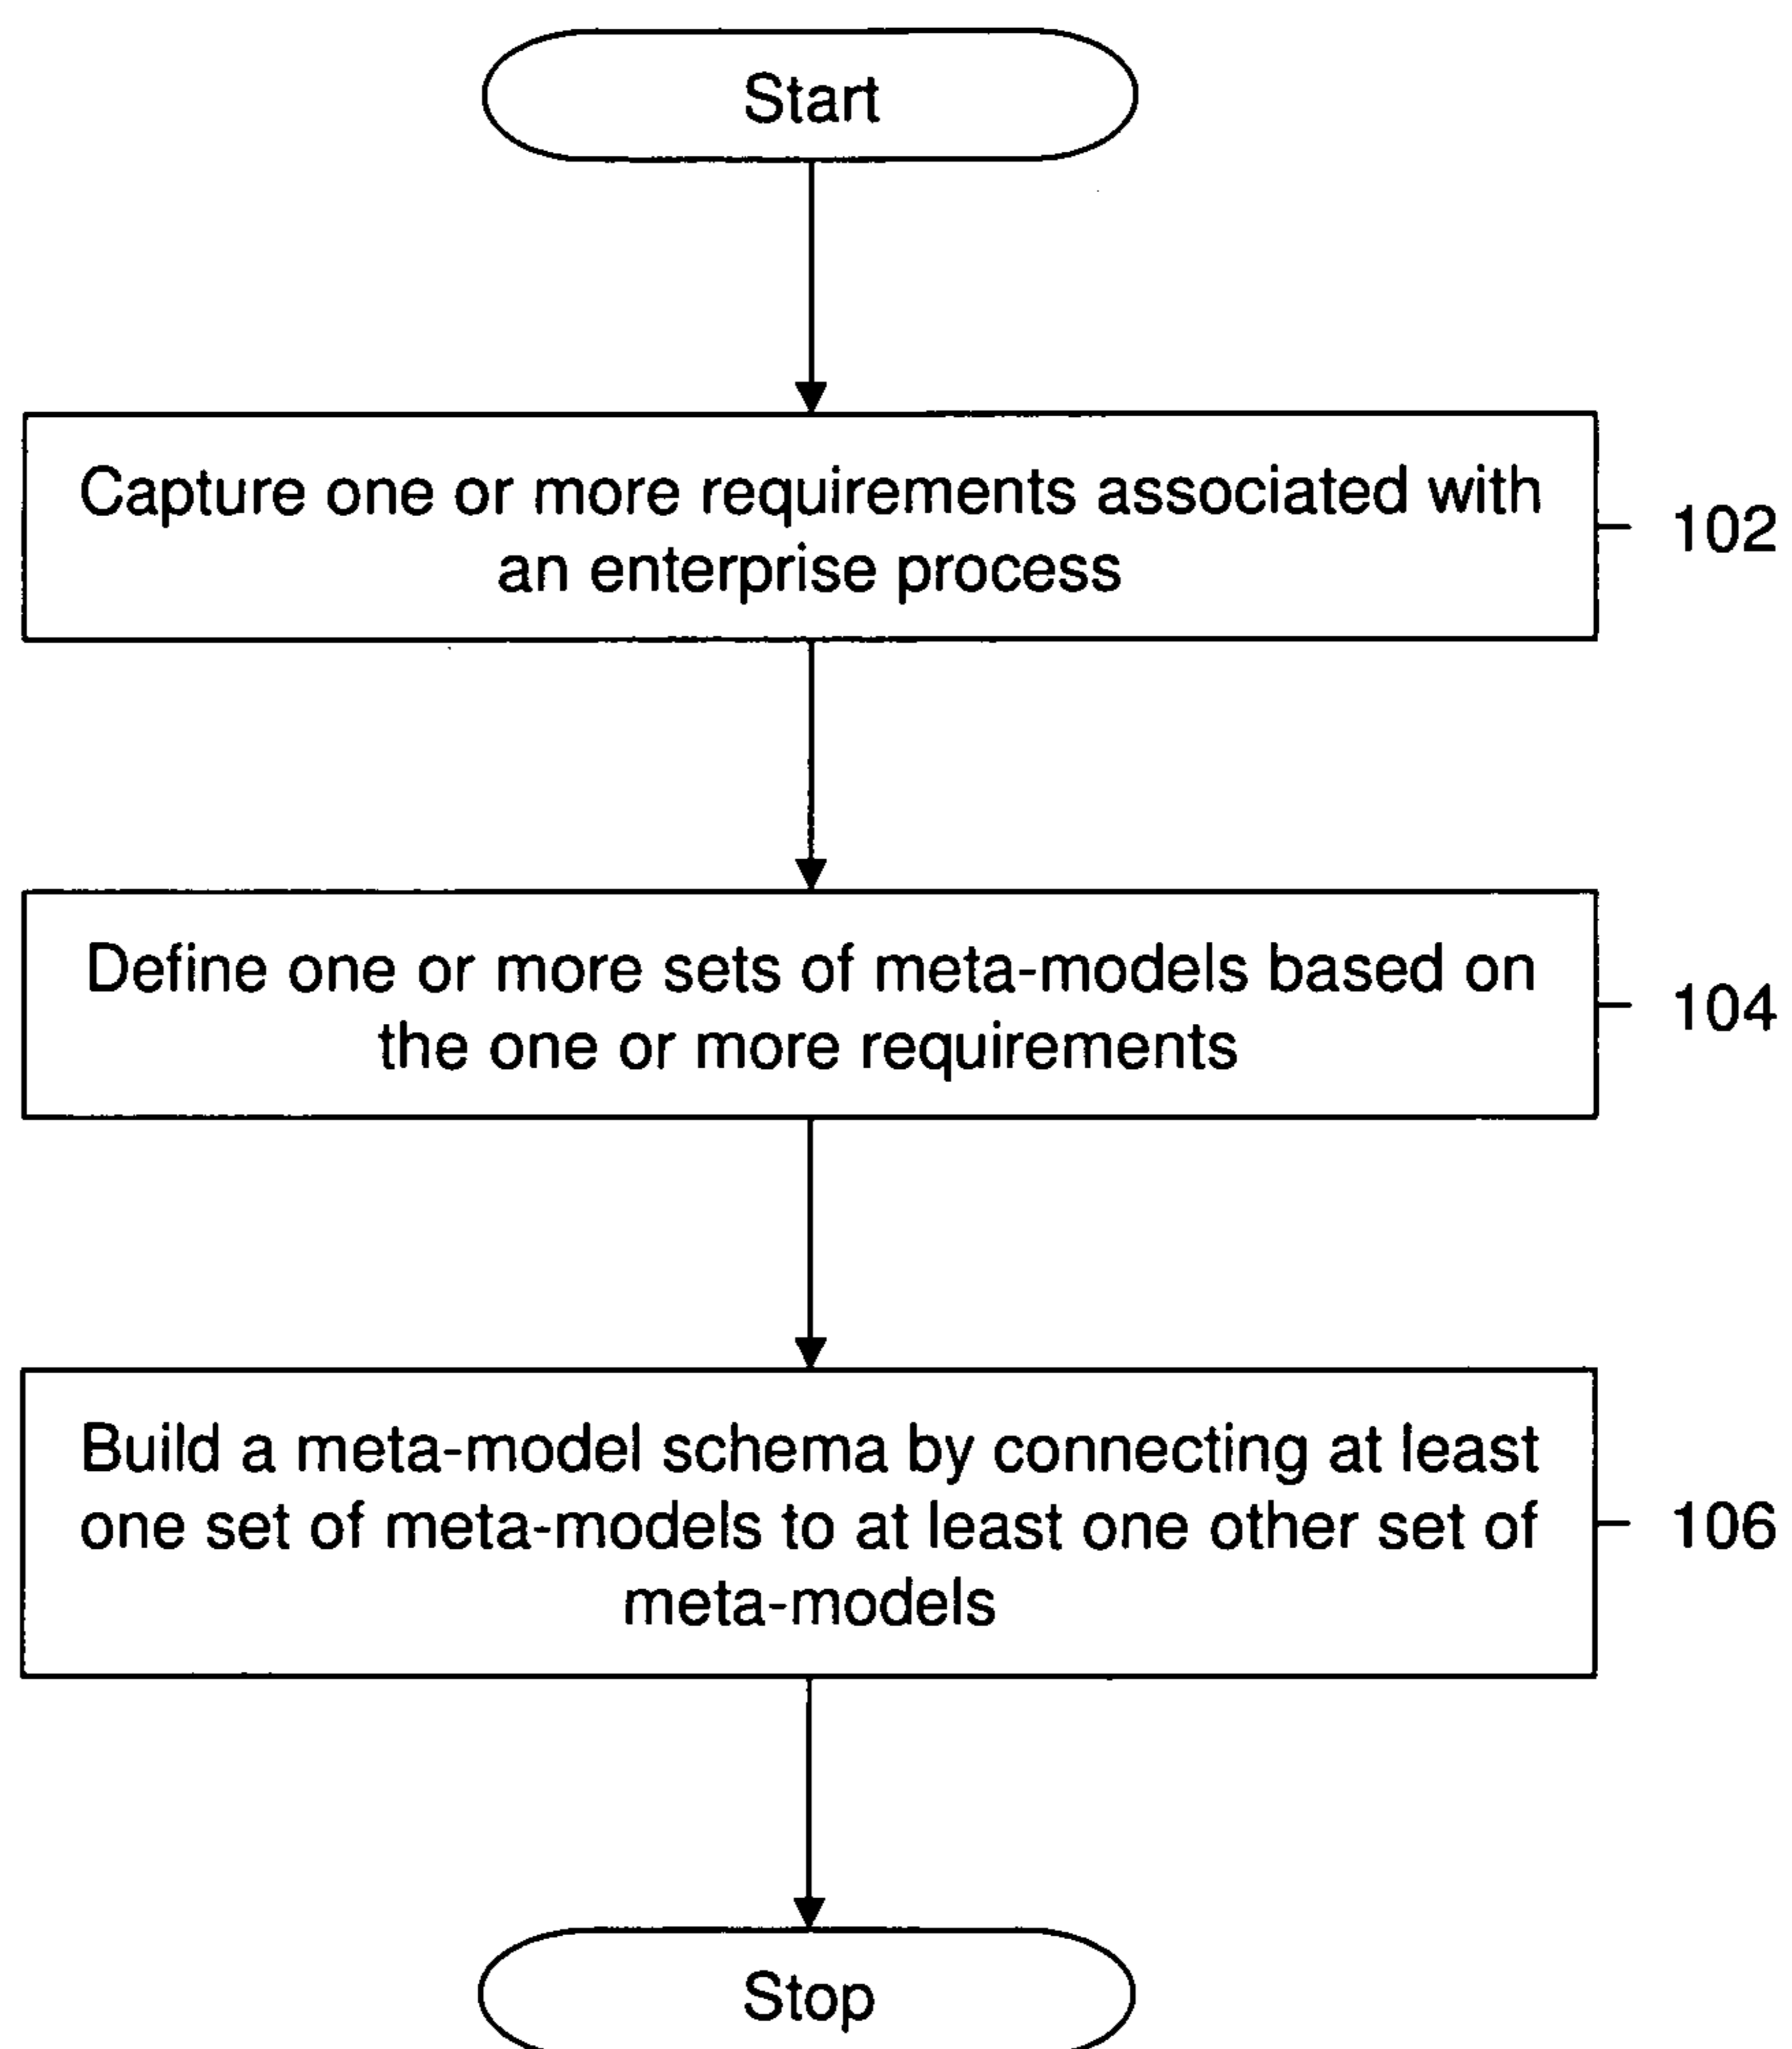 Start
Capture one or more requirements associated with
an enterprise process
102
Define one or more sets of meta-models based on
the one or more requirements
104
Build a meta-model schema by connecting at least
one set of meta-models to at least one other set of
meta-models
106
Stop